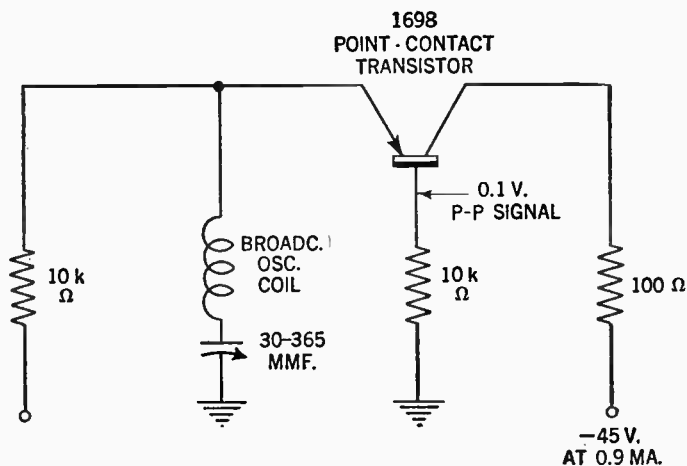 1698
POINT-CONTACT
TRANSISTOR
0.1 V.
P-P SIGNAL
BROADC.
OSC.
COIL
10 k
Ω
10 k
Ω
100 Ω
30-365
MMF.
-45 V.
AT 0.9 MA.